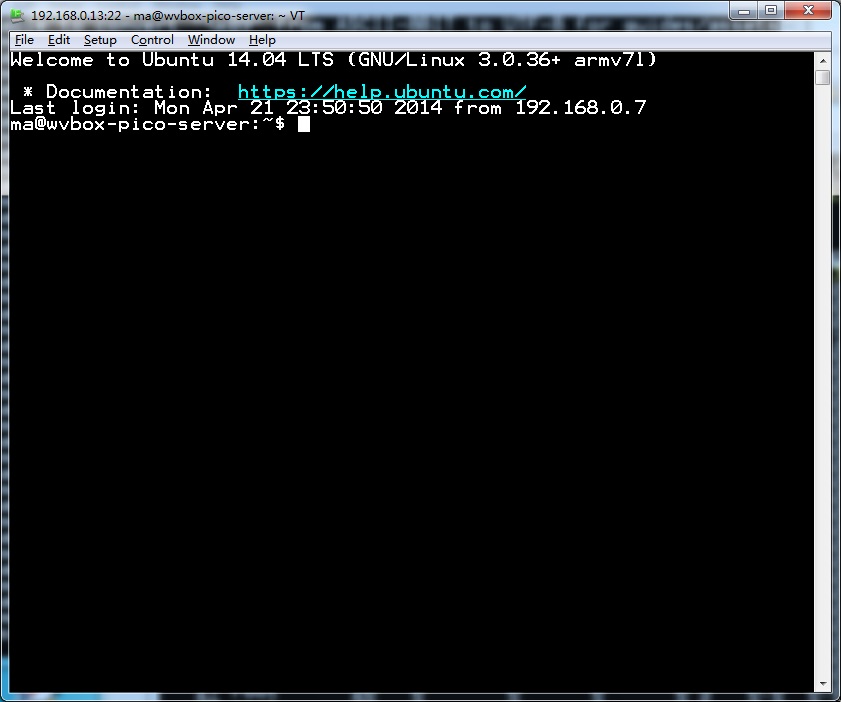 192.168.0.13:22 - ma@wvbox-pico-server: ~ VT
File Edit Setup Control Window Help
Welcome to Ubuntu 14.04 LTS (GNU/Linux 3.0.36+ armv7l)
* Documentation: https://help.ubuntu.com/
Last login: Mon Apr 21 23:50:50 2014 from 192.168.0.7
ma@wvbox-pico-server:~$